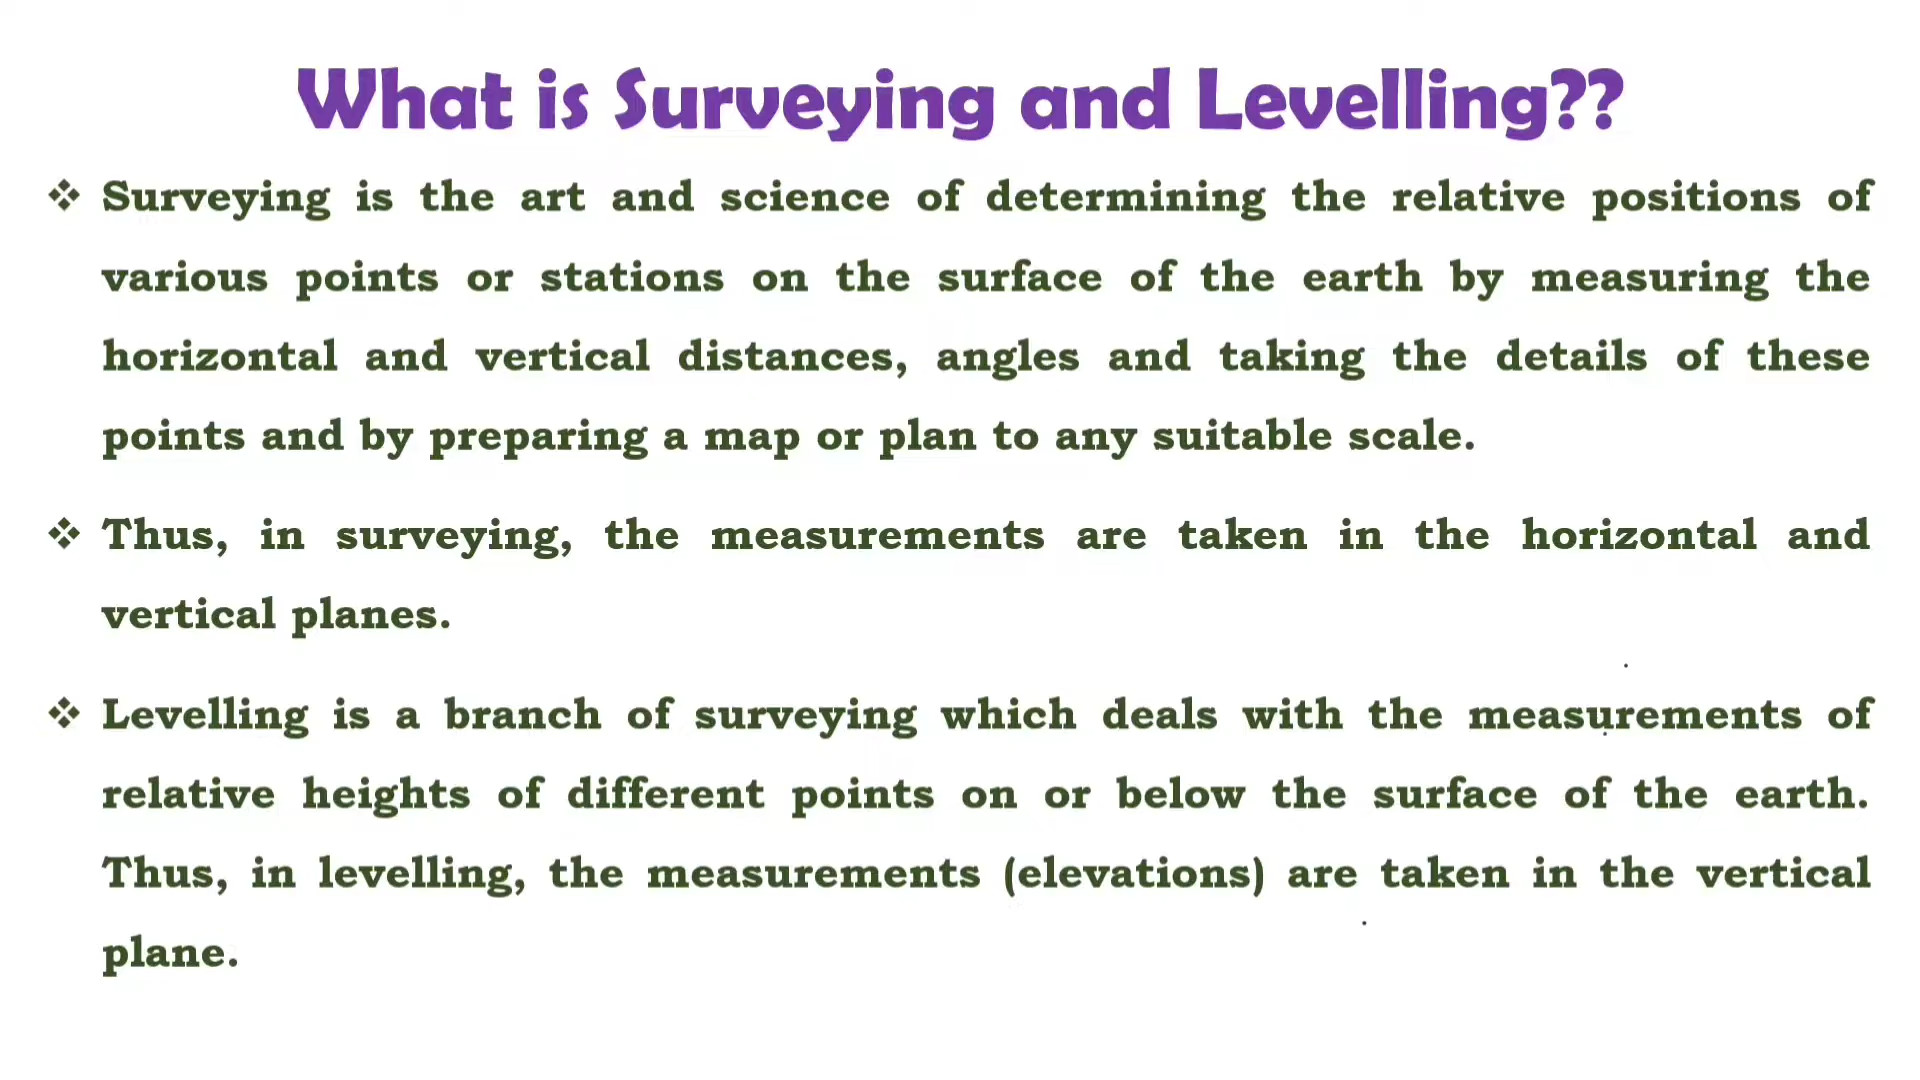 What is Surveying and Levelling??
❖ Surveying is the art and science of determining the relative positions of
various points or stations on the surface of the earth by measuring the
horizontal and vertical distances, angles and taking the details of these
points and by preparing a map or plan to any suitable scale.
❖ Thus, in surveying, the measurements are taken in the horizontal and
vertical planes.
❖ Levelling is a branch of surveying which deals with the measurements of
relative heights of different points on or below the surface of the earth.
Thus, in levelling, the measurements (elevations) are taken in the vertical
plane.